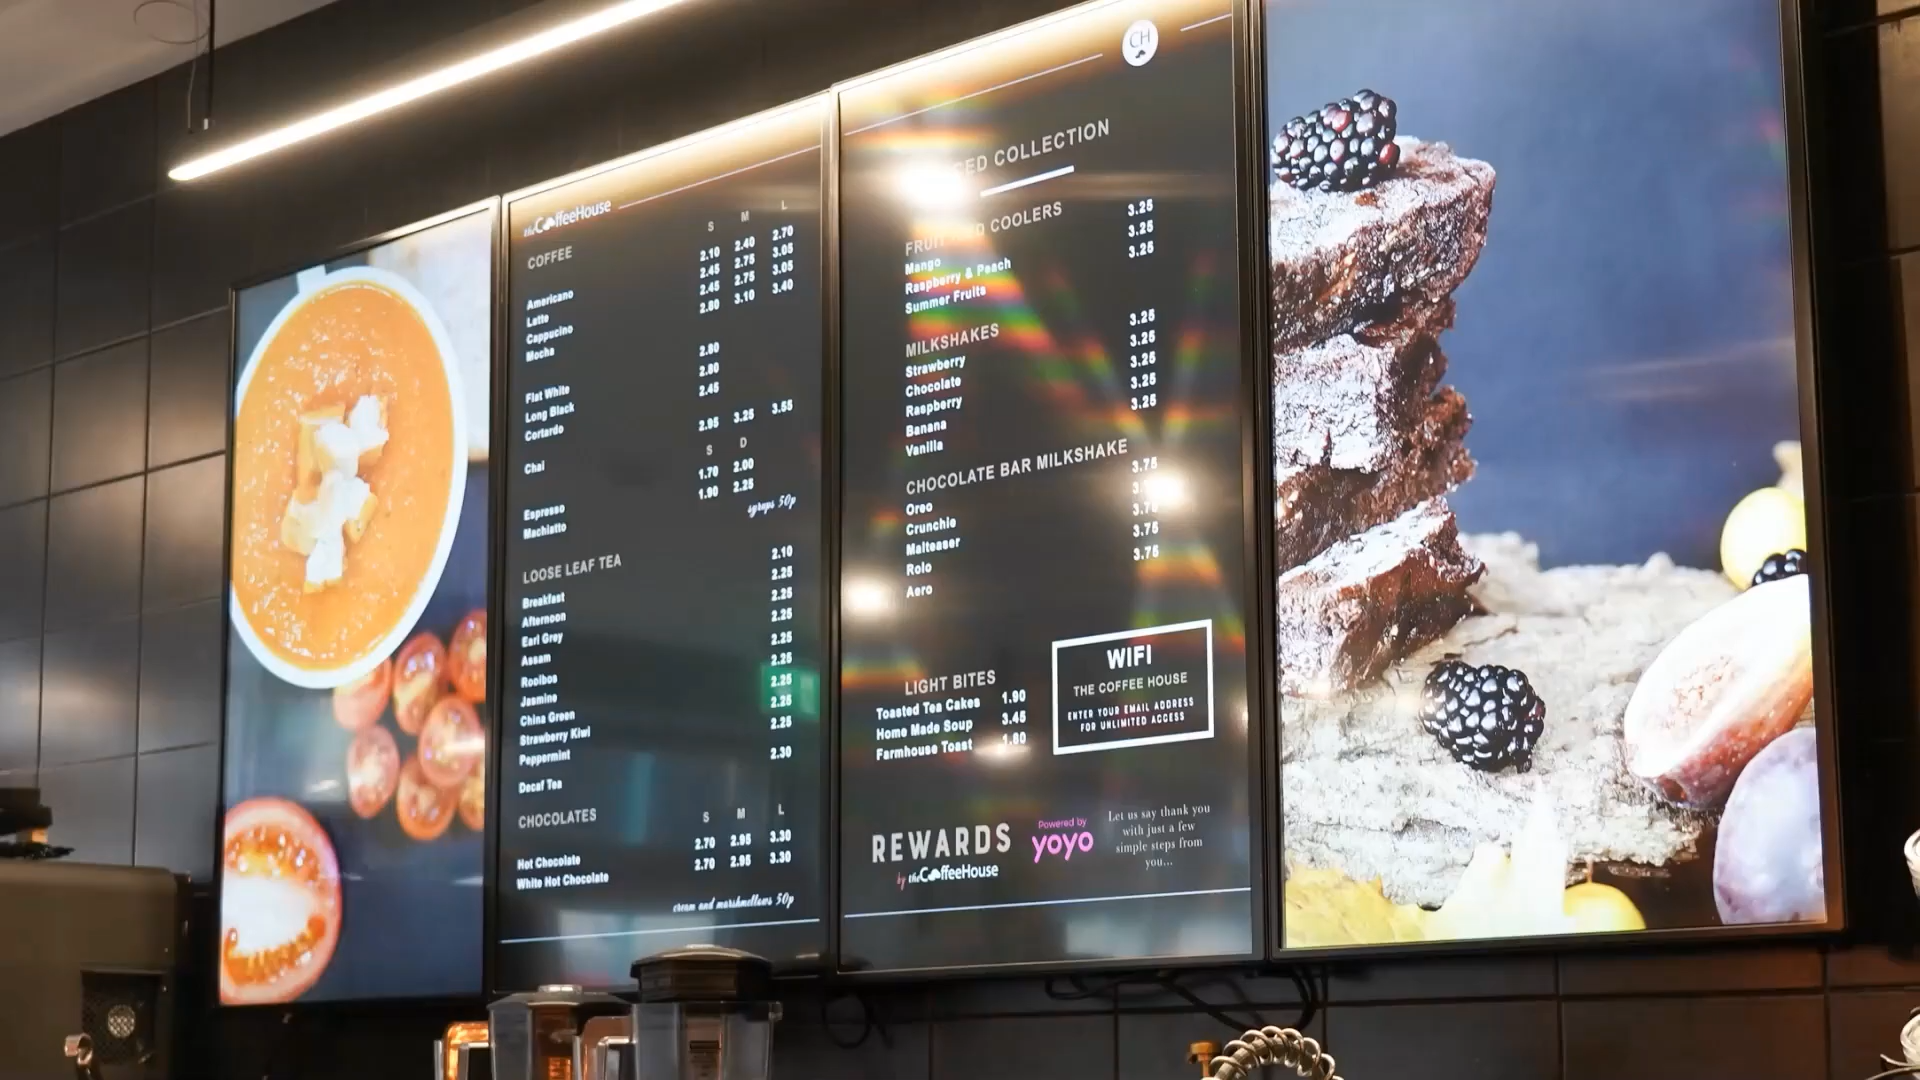 theCoffeeHouse
COFFEE S M L
Americano 2.10 2.40 2.70
Latte 2.45 2.75 3.05
Cappucino 2.45 2.75 3.05
Mocha 2.80 3.10 3.40
Flat White 2.80
Long Black 2.80
Cortardo 2.45
Chai 2.95 3.25 3.55
S D
Espresso 1.70 2.00
Machiatto 1.90 2.25
syrups 50p
LOOSE LEAF TEA
Breakfast 2.10
Afternoon 2.25
Earl Grey 2.25
Assam 2.25
Rooibos 2.25
Jasmine 2.25
China Green 2.25
Strawberry Kiwi 2.25
Peppermint 2.25
Decaf Tea 2.30
CHOCOLATES S M L
Hot Chocolate 2.70 2.95 3.30
White Hot Chocolate 2.70 2.95 3.30
cream and marshmellows 50p
CH
COLLECTION
COOLERS
Mango 3.25
Raspberry & Peach 3.25
Summer Fruits 3.25
MILKSHAKES
Strawberry 3.25
Chocolate 3.25
Raspberry 3.25
Banana 3.25
Vanilla 3.25
CHOCOLATE BAR MILKSHAKE
Oreo 3.75
Crunchie
Malteaser
Rolo 3.75
Aero 3.75
LIGHT BITES
Toasted Tea Cakes 1.90
Home Made Soup 3.45
Farmhouse Toast 1.80
WIFI
THE COFFEE HOUSE
ENTER YOUR EMAIL ADDRESS
FOR UNLIMITED ACCESS
REWARDS
by theCoffeeHouse
Powered by
yoyo
Let us say thank you
with just a few
simple steps from
you...